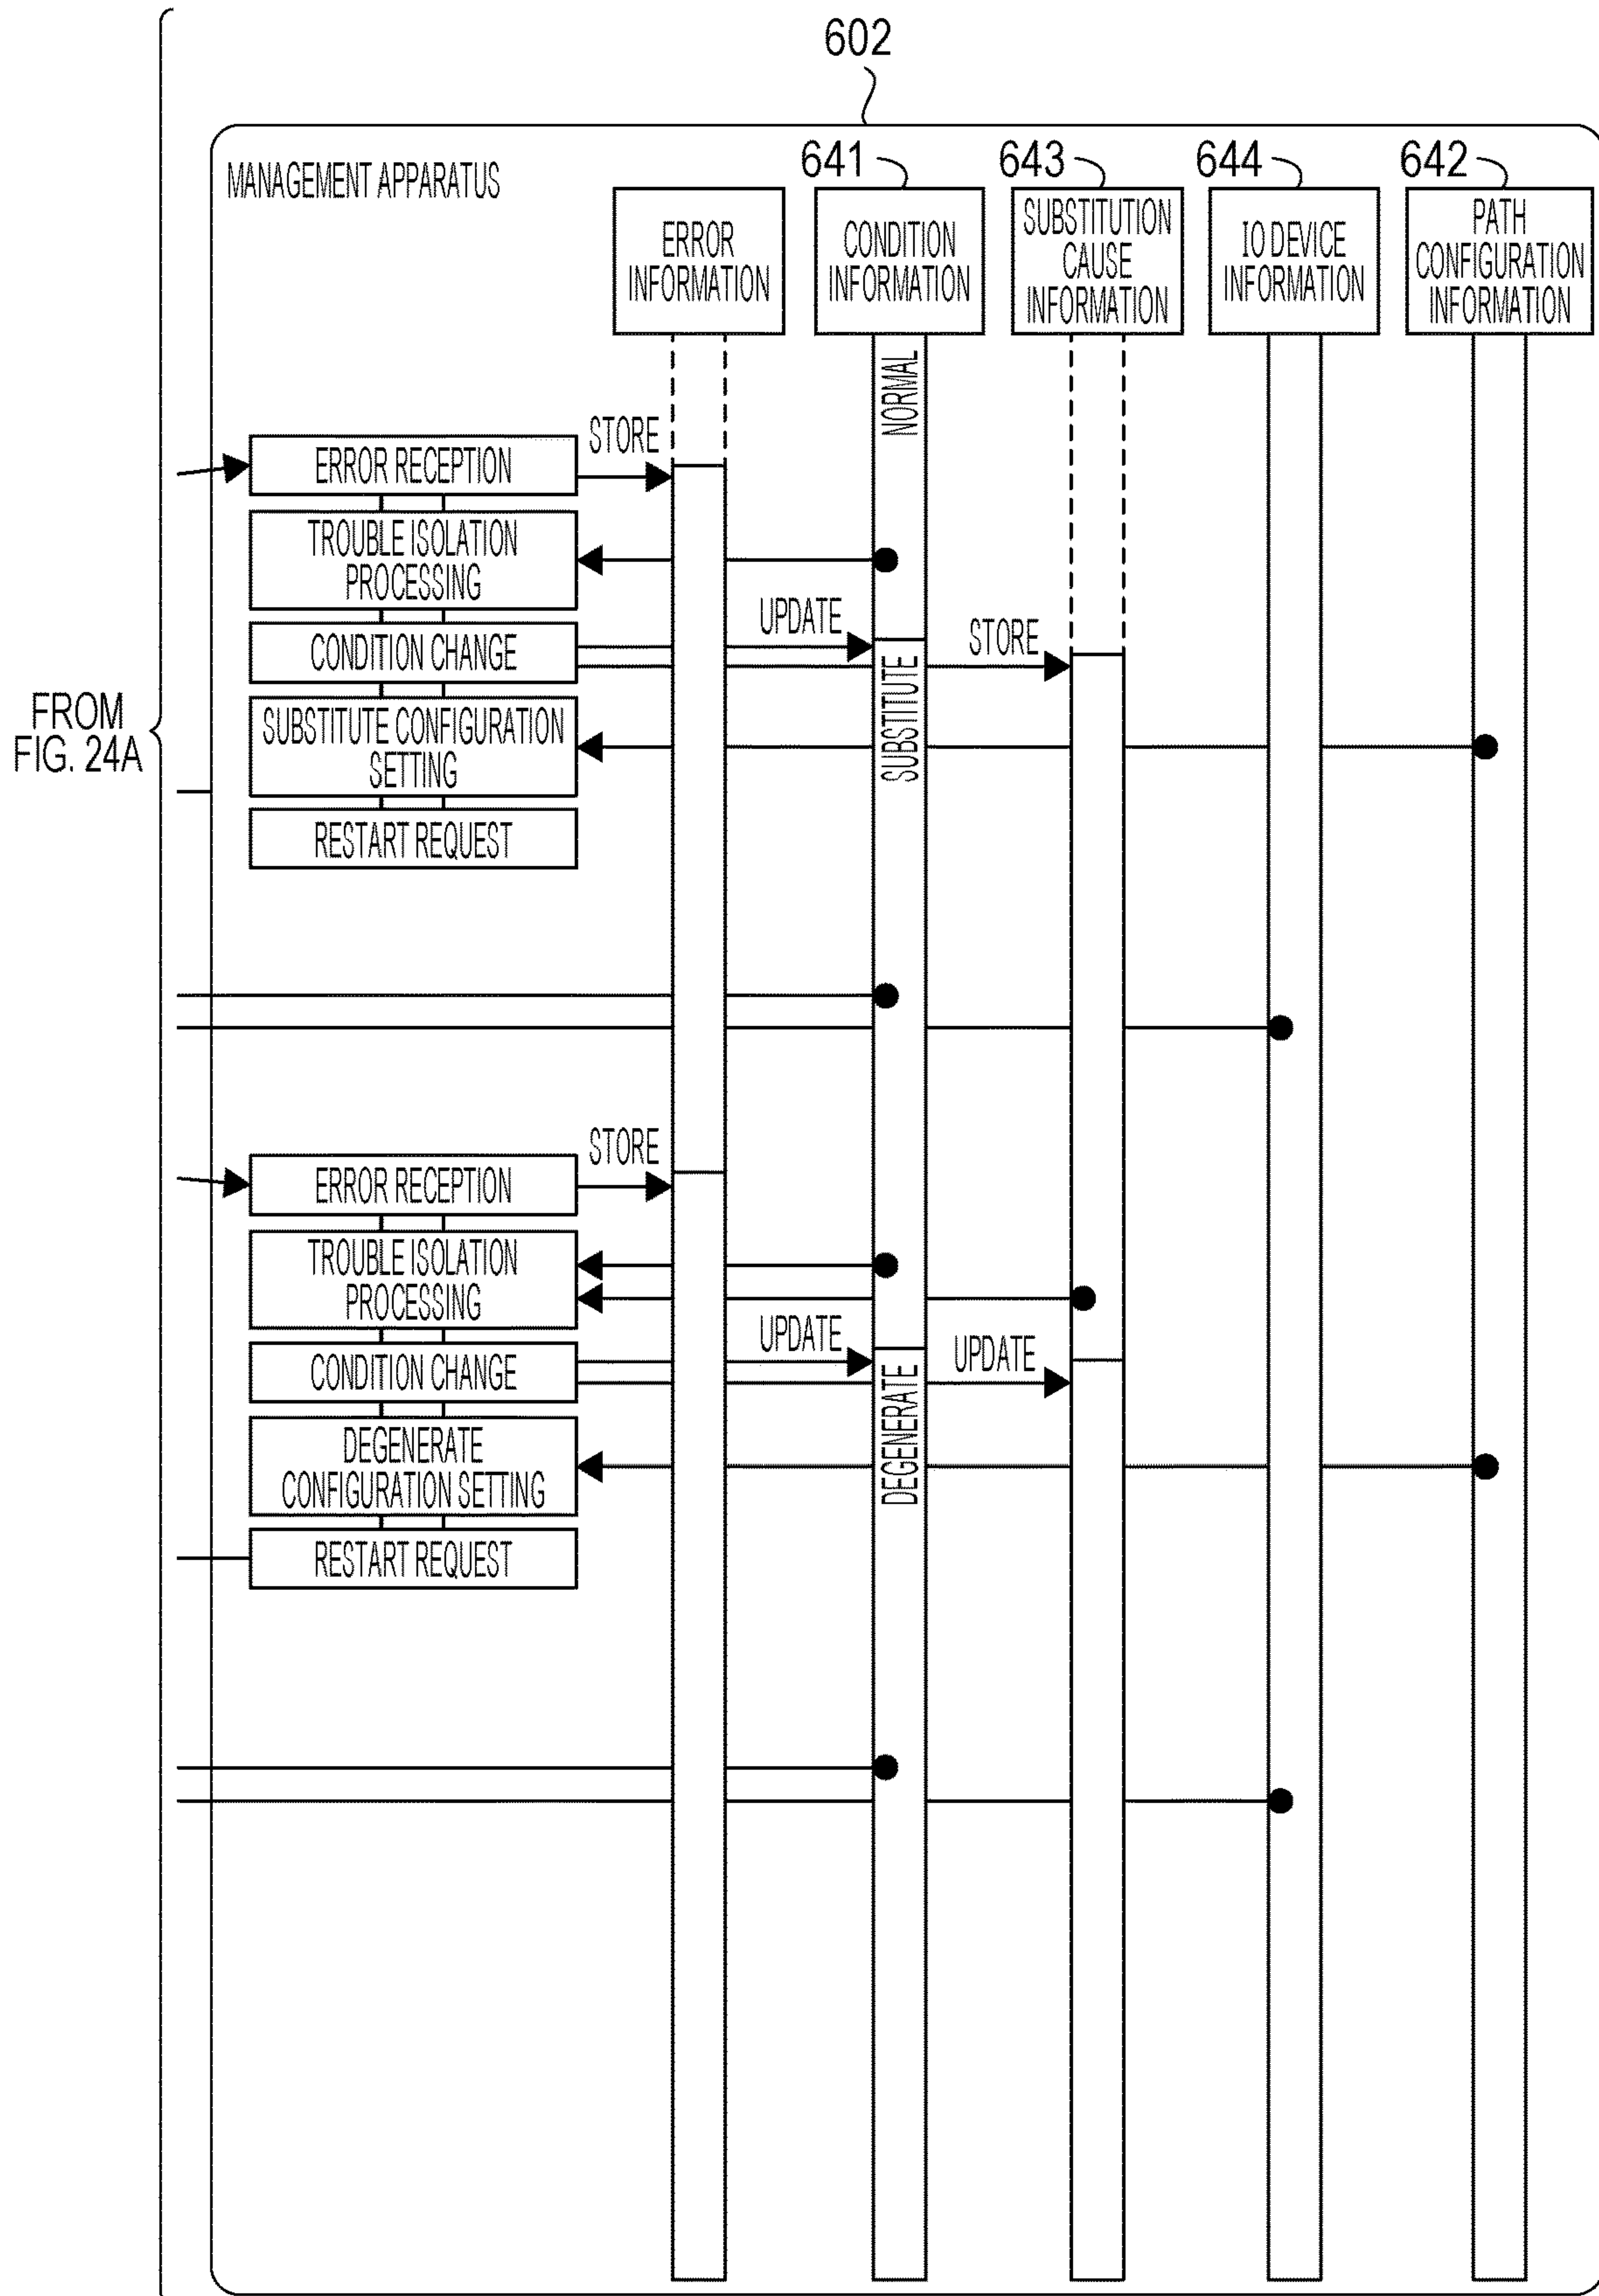 602
MANAGEMENT APPARATUS
641
643
644
642
ERROR
INFORMATION
CONDITION
INFORMATION
SUBSTITUTION
CAUSE
INFORMATION
IO DEVICE
INFORMATION
PATH
CONFIGURATION
INFORMATION
NORMAL
ERROR RECEPTION
STORE
TROUBLE ISOLATION
PROCESSING
CONDITION CHANGE
UPDATE
STORE
SUBSTITUTE
FROM
FIG. 24A
SUBSTITUTE CONFIGURATION
SETTING
RESTART REQUEST
ERROR RECEPTION
STORE
TROUBLE ISOLATION
PROCESSING
CONDITION CHANGE
UPDATE
UPDATE
DEGENERATE
DEGENERATE
CONFIGURATION SETTING
RESTART REQUEST